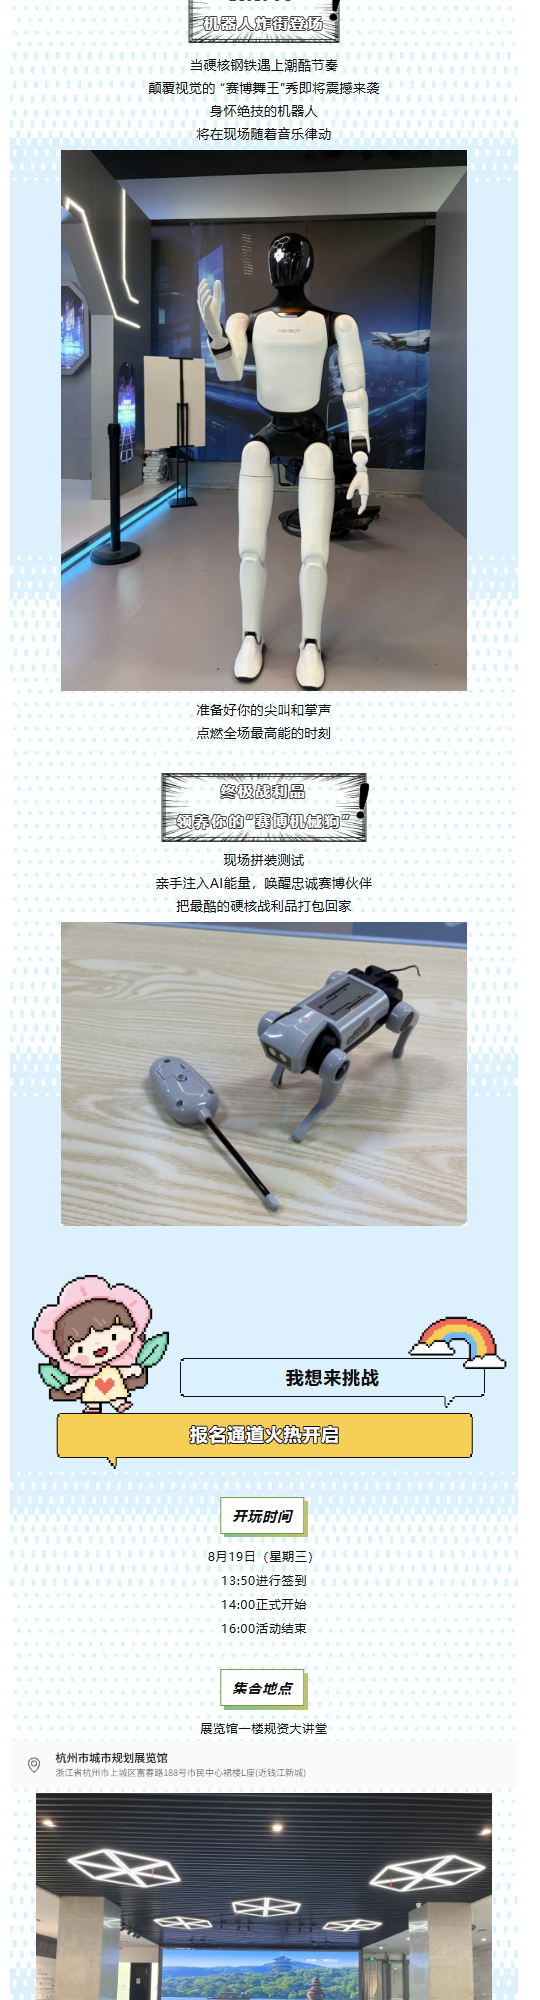 机器人炸街登场
当硬核钢铁遇上潮酷节奏
颠覆视觉的“赛博舞王”秀即将震撼来袭
身怀绝技的机器人
将在现场随着音乐律动
准备好你的尖叫和掌声
点燃全场最高能的时刻
终极战利品
领养你的“赛博机械狗”
现场拼装测试
亲手注入AI能量，唤醒忠诚赛博伙伴
把最酷的硬核战利品打包回家
我想来挑战
报名通道火热开启
开玩时间
8月19日（星期三）
13:50进行签到
14:00正式开始
16:00活动结束
集合地点
展览馆一楼规资大讲堂
杭州市城市规划展览馆
浙江省杭州市上城区富春路188号市民中心裙楼L座(近钱江新城)